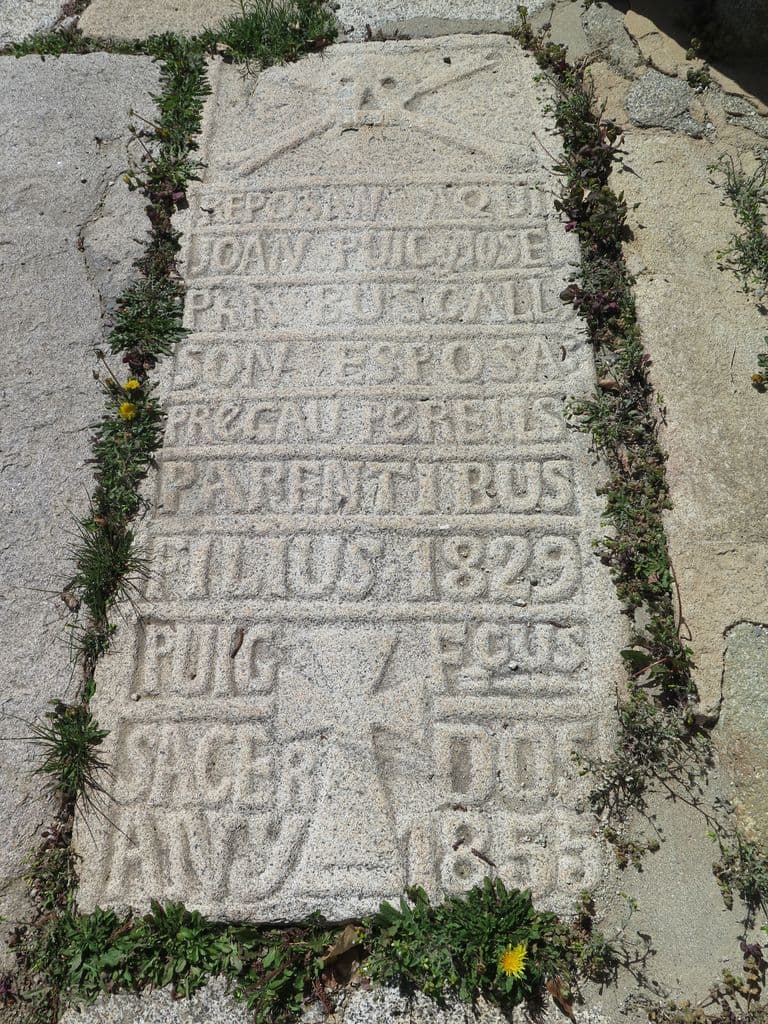 REPOSAN AQUI
JOAN PUIG JOSE
PHA BUSCALL
SON ESPOSA
PREGAU PER ELLS
PARENTIBUS
FILIUS 1829
PUIG Fcus
SACER DOS
ANY 1855